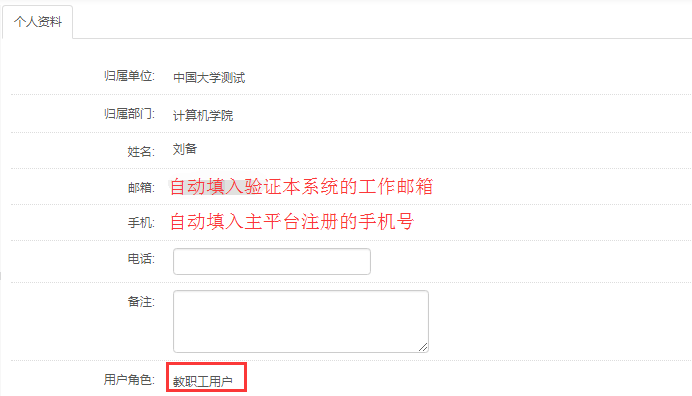 个人资料
归属单位: 中国大学测试
归属部门: 计算机学院
姓名: 刘备
邮箱: 自动填入验证本系统的工作邮箱
手机: 自动填入主平台注册的手机号
电话:
备注:
用户角色: 教职工用户